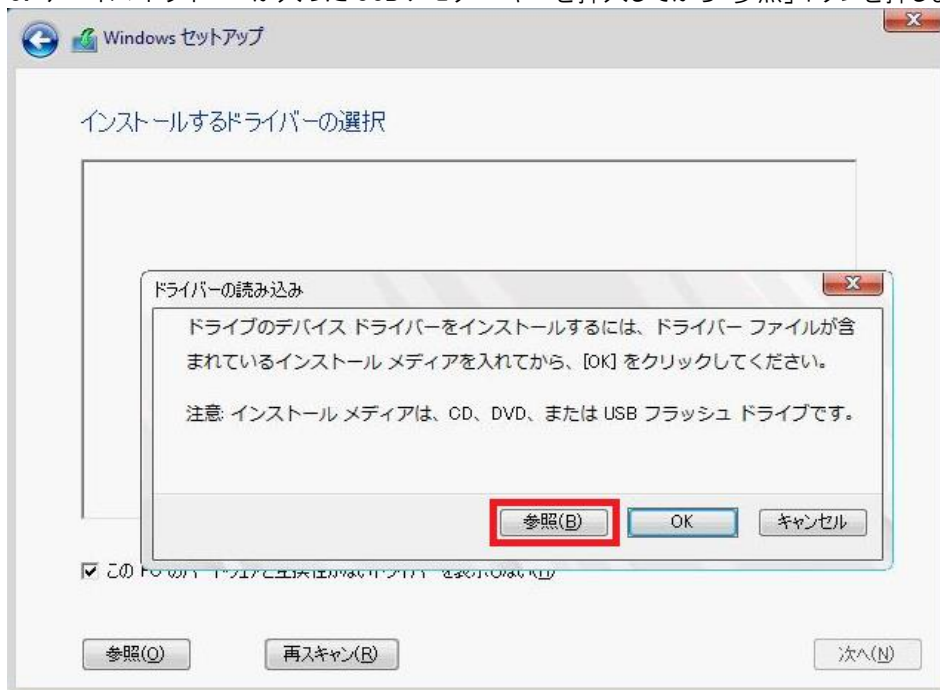 Windows セットアップ
インストールするドライバーの選択
ドライバーの読み込み
ドライブのデバイス ドライバーをインストールするには、ドライバー ファイルが含
まれているインストール メディアを入れてから、[OK] をクリックしてください。
注意: インストール メディアは、CD、DVD、または USB フラッシュ ドライブです。
参照(B) OK キャンセル
参照(O) 再スキャン(R) 次へ(N)